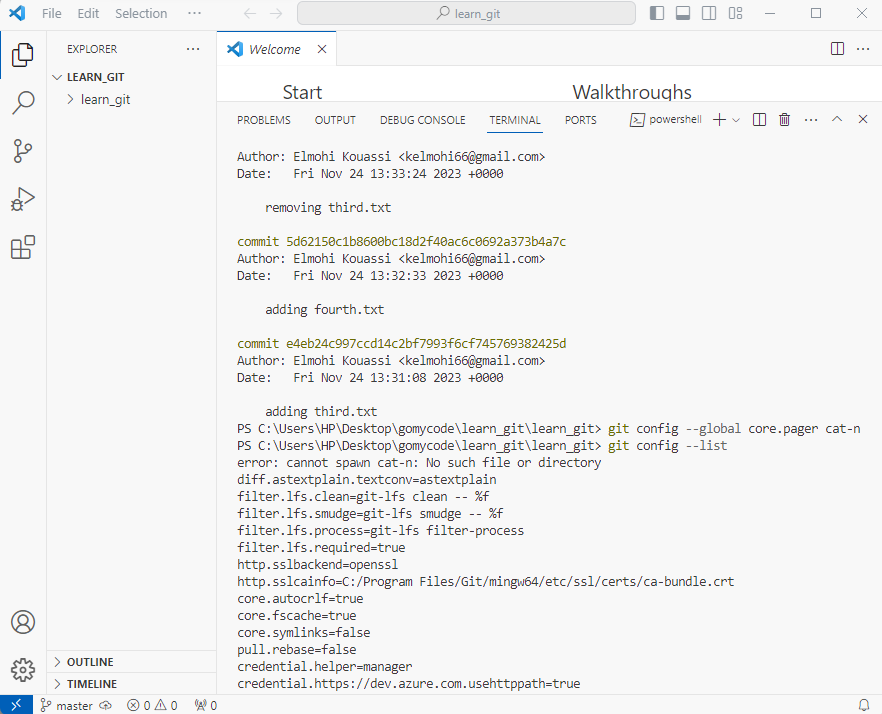 File Edit Selection ··· learn_git
EXPLORER ···
LEARN_GIT
learn_git
OUTLINE
TIMELINE
Welcome
Start Walkthroughs
PROBLEMS OUTPUT DEBUG CONSOLE TERMINAL PORTS powershell
Author: Elmohi Kouassi <kelmohi66@gmail.com>
Date:   Fri Nov 24 13:33:24 2023 +0000
removing third.txt
commit 5d62150c1b8600bc18d2f40ac6c0692a373b4a7c
Author: Elmohi Kouassi <kelmohi66@gmail.com>
Date:   Fri Nov 24 13:32:33 2023 +0000
adding fourth.txt
commit e4eb24c997ccd14c2bf7993f6cf745769382425d
Author: Elmohi Kouassi <kelmohi66@gmail.com>
Date:   Fri Nov 24 13:31:08 2023 +0000
adding third.txt
PS C:\Users\HP\Desktop\gomycode\learn_git\learn_git> git config --global core.pager cat-n
PS C:\Users\HP\Desktop\gomycode\learn_git\learn_git> git config --list
error: cannot spawn cat-n: No such file or directory
diff.astextplain.textconv=astextplain
filter.lfs.clean=git-lfs clean -- %f
filter.lfs.smudge=git-lfs smudge -- %f
filter.lfs.process=git-lfs filter-process
filter.lfs.required=true
http.sslbackend=openssl
http.sslcainfo=C:/Program Files/Git/mingw64/etc/ssl/certs/ca-bundle.crt
core.autocrlf=true
core.fscache=true
core.symlinks=false
pull.rebase=false
credential.helper=manager
credential.https://dev.azure.com.usehttppath=true
master 0 0 0